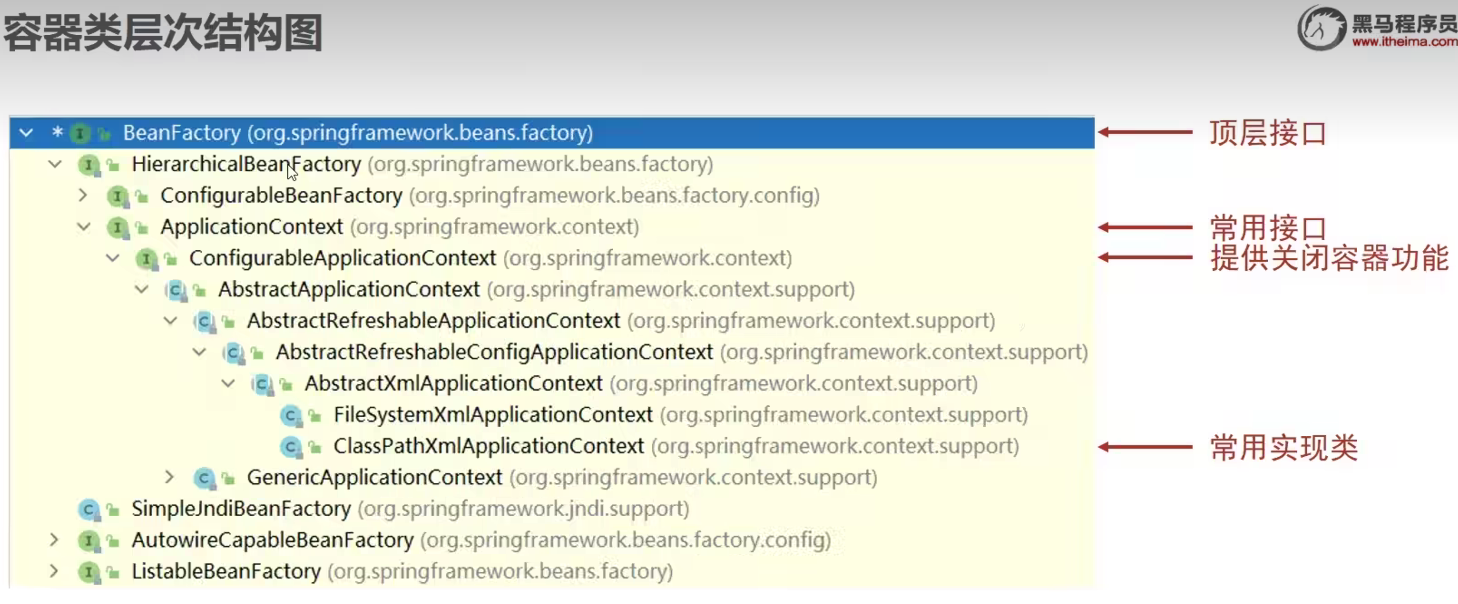 容器类层次结构图
黑马程序员
www.itheima.com
* BeanFactory (org.springframework.beans.factory)
顶层接口
HierarchicalBeanFactory (org.springframework.beans.factory)
ConfigurableBeanFactory (org.springframework.beans.factory.config)
ApplicationContext (org.springframework.context)
常用接口
ConfigurableApplicationContext (org.springframework.context)
提供关闭容器功能
AbstractApplicationContext (org.springframework.context.support)
AbstractRefreshableApplicationContext (org.springframework.context.support)
AbstractRefreshableConfigApplicationContext (org.springframework.context.support)
AbstractXmlApplicationContext (org.springframework.context.support)
FileSystemXmlApplicationContext (org.springframework.context.support)
ClassPathXmlApplicationContext (org.springframework.context.support)
常用实现类
GenericApplicationContext (org.springframework.context.support)
SimpleJndiBeanFactory (org.springframework.jndi.support)
AutowireCapableBeanFactory (org.springframework.beans.factory.config)
ListableBeanFactory (org.springframework.beans.factory)